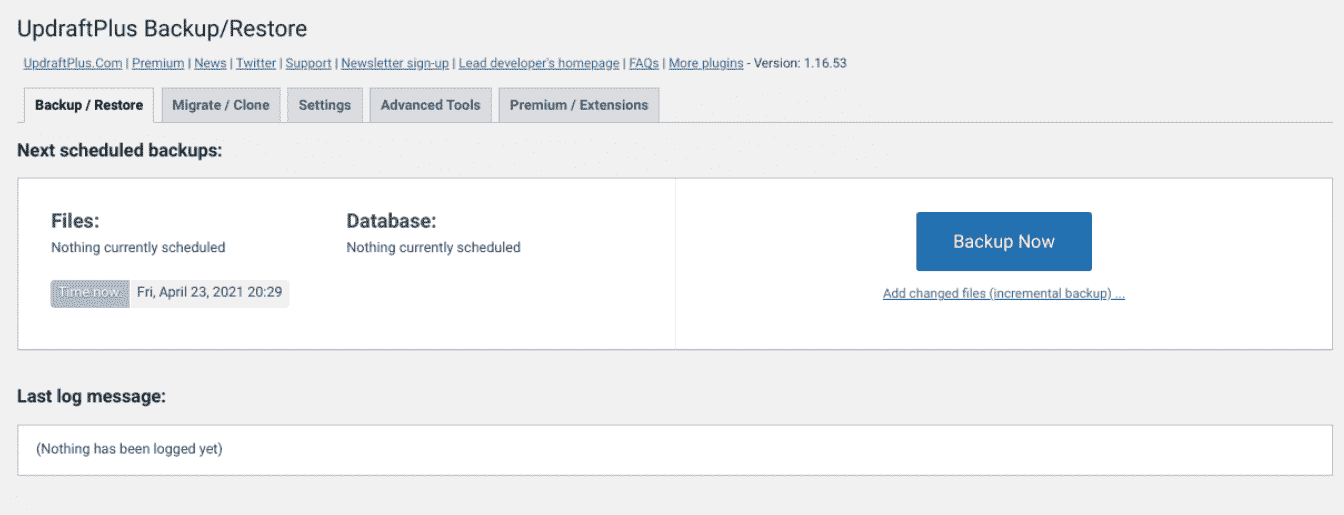 UpdraftPlus Backup/Restore
UpdraftPlus.Com | Premium | News | Twitter | Support | Newsletter sign-up | Lead developer's homepage | FAQs | More plugins - Version: 1.16.53
Backup / Restore Migrate / Clone Settings Advanced Tools Premium / Extensions
Next scheduled backups:
Files: Database:
Nothing currently scheduled Nothing currently scheduled
Time now Fri, April 23, 2021 20:29
Backup Now
Add changed files (incremental backup) ...
Last log message:
(Nothing has been logged yet)